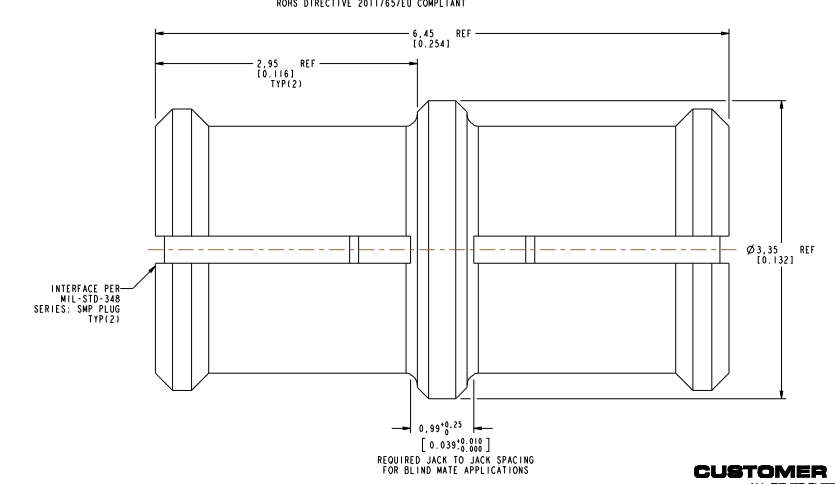 ROHS DIRECTIVE 2011/65/EU COMPLIANT
6,45 REF
[0.254]
2,95 REF
[0.116]
TYP(2)
Ø3,35 REF
[0.132]
INTERFACE PER
MIL-STD-348
SERIES: SMP PLUG
TYP(2)
0,99 +0,25 0
[0.039 +0.010 -0.000]
REQUIRED JACK TO JACK SPACING
FOR BLIND MATE APPLICATIONS
CUSTOMER